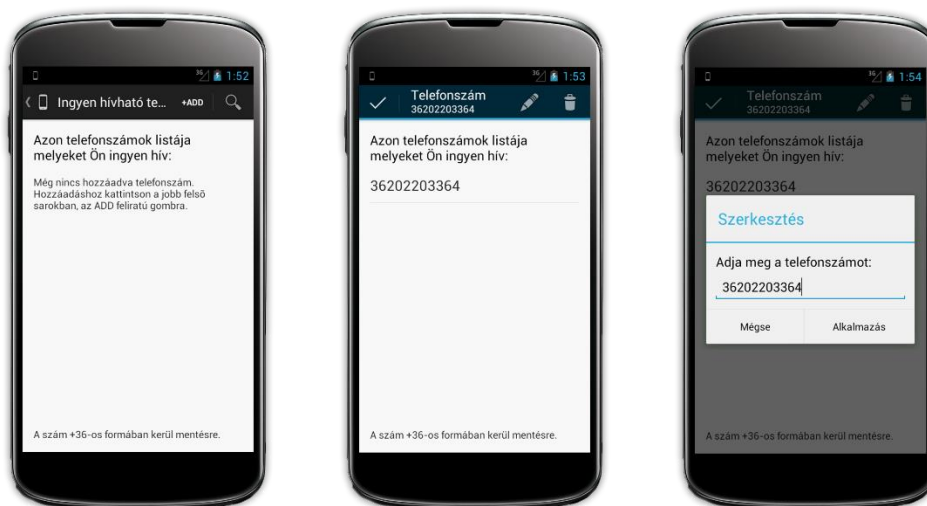 1:52
Ingyen hívható te... +ADD
Azon telefonszámok listája
melyeket Ön ingyen hív:
Még nincs hozzáadva telefonszám.
Hozzáadáshoz kattintson a jobb felső
sarokban, az ADD feliratú gombra.
A szám +36-os formában kerül mentésre.
3G 1:53
Telefonszám
36202203364
Azon telefonszámok listája
melyeket Ön ingyen hív:
36202203364
A szám +36-os formában kerül mentésre.
3G 1:54
Telefonszám
36202203364
Azon telefonszámok listája
melyeket Ön ingyen hív:
36202203364
Szerkesztés
Adja meg a telefonszámot:
36202203364
Mégse Alkalmazás
A szám +36-os formában kerül mentésre.